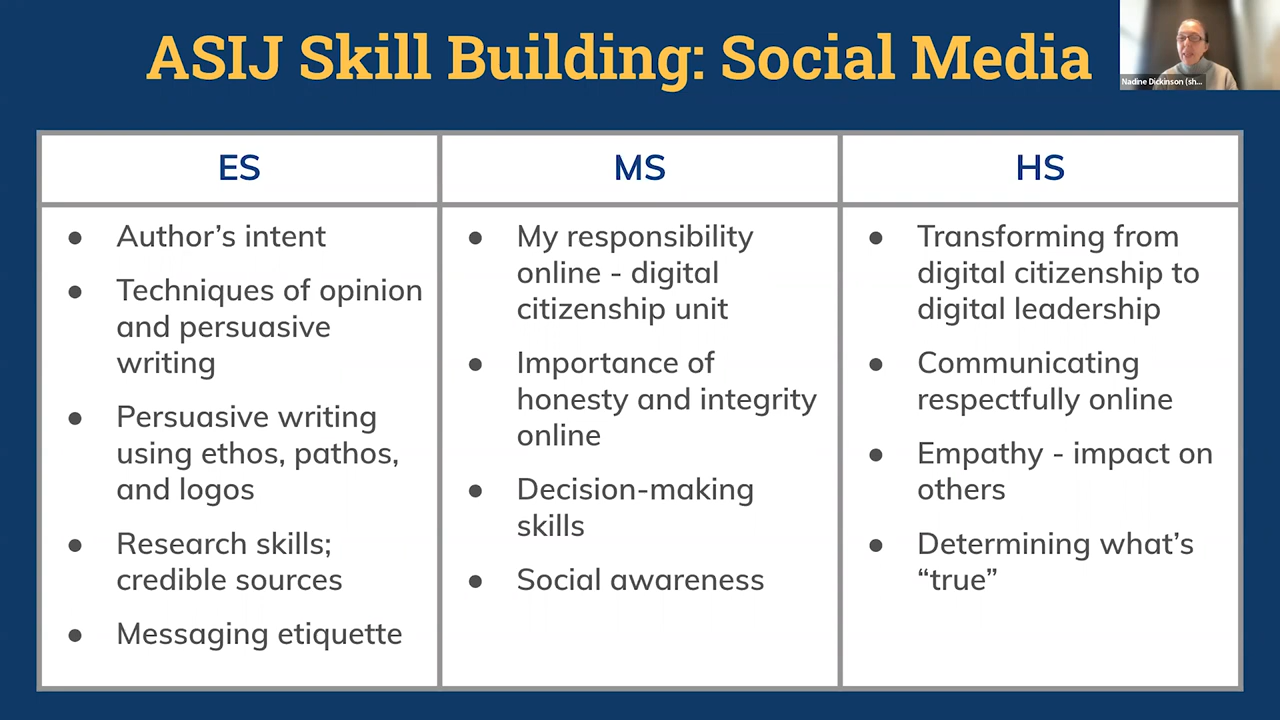 ASIJ Skill Building: Social Media
Nadine Dickinson (sh...
ES
MS
HS
● Author’s intent
● Techniques of opinion
and persuasive
writing
● Persuasive writing
using ethos, pathos,
and logos
● Research skills;
credible sources
● Messaging etiquette
● My responsibility
online - digital
citizenship unit
● Importance of
honesty and integrity
online
● Decision-making
skills
● Social awareness
● Transforming from
digital citizenship to
digital leadership
● Communicating
respectfully online
● Empathy - impact on
others
● Determining what’s
“true”